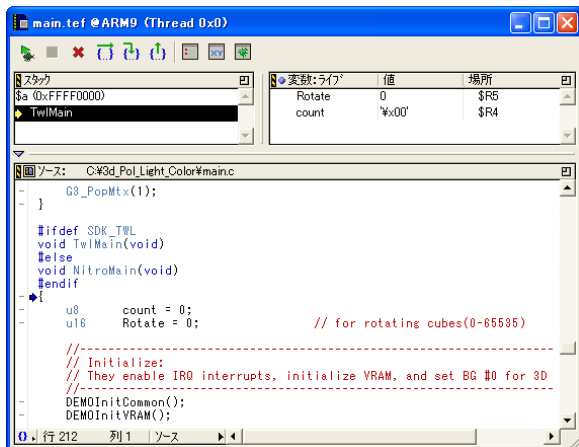 main.tef @ARM9 (Thread 0x0)
スタック
$a (0xFFFF0000)
TwlMain
変数:ライブ 値 場所
Rotate 0 $R5
count '¥x00' $R4
ソース: C:¥3d_Pol_Light_Color¥main.c
G3_PopMtx(1);
}
#ifdef SDK_TWL
void TwlMain(void)
#else
void NitroMain(void)
#endif
{
u8 count = 0;
u16 Rotate = 0; // for rotating cubes(0-65535)
//---------------------------------------------------------------
// Initialize:
// They enable IRQ interrupts, initialize VRAM, and set BG #0 for 3D
//---------------------------------------------------------------
DEMOInitCommon();
DEMOInitVRAM();
行 212 列 1 ソース